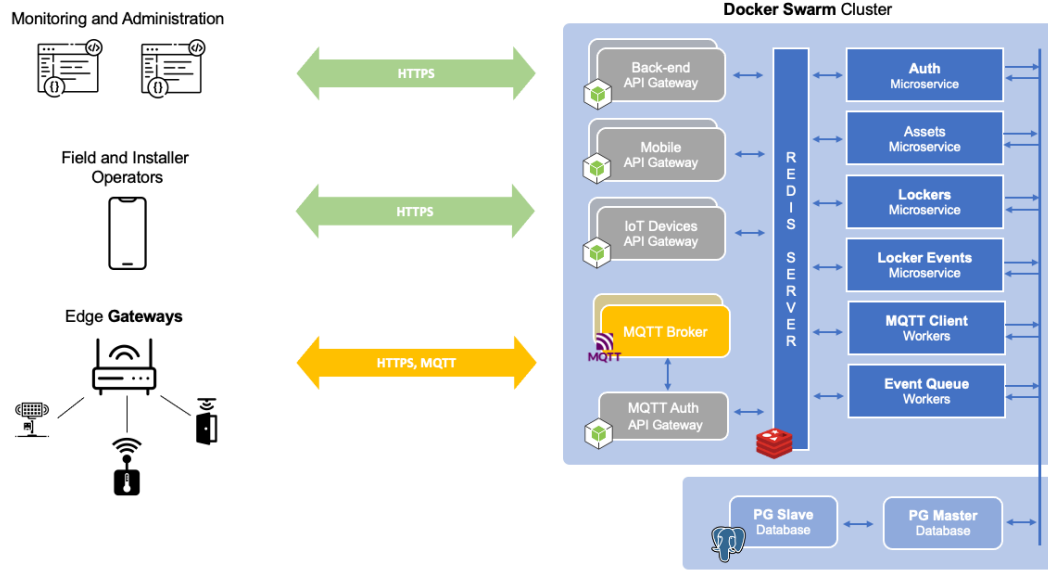 Monitoring and Administration
HTTPS
Field and Installer
Operators
HTTPS
Edge Gateways
HTTPS, MQTT
Docker Swarm Cluster
Back-end
API Gateway
Mobile
API Gateway
IoT Devices
API Gateway
MQTT Broker
MQTT
MQTT Auth
API Gateway
REDIS SERVER
Auth
Microservice
Assets
Microservice
Lockers
Microservice
Locker Events
Microservice
MQTT Client
Workers
Event Queue
Workers
PG Slave
Database
PG Master
Database